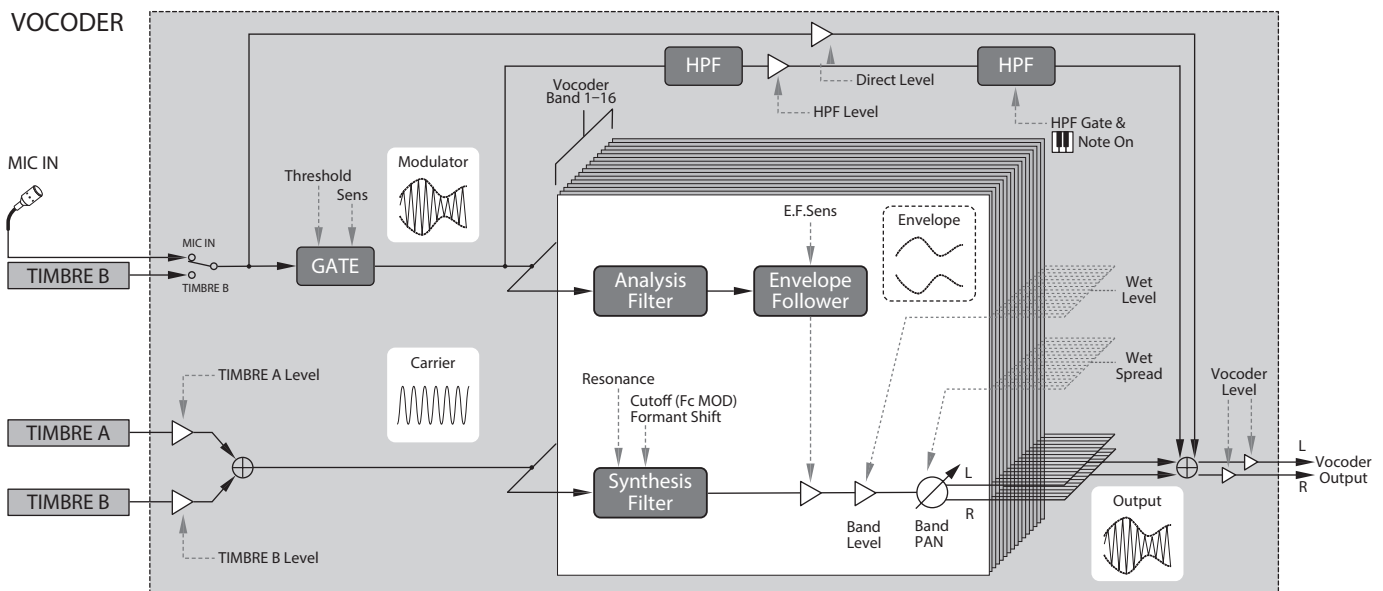 VOCODER
HPF
HPF
Direct Level
Vocoder
Band 1–16
HPF Level
HPF Gate &
Note On
MIC IN
Modulator
Threshold
Sens
E.F.Sens
Envelope
MIC IN
TIMBRE B
TIMBRE B
GATE
Analysis
Filter
Envelope
Follower
Wet
Level
Carrier
Wet
Spread
TIMBRE A Level
Resonance
Cutoff (Fc MOD)
Formant Shift
Vocoder
Level
TIMBRE A
L
Vocoder
Output
R
TIMBRE B
Synthesis
Filter
L
R
Band
Level
Band
PAN
Output
TIMBRE B Level